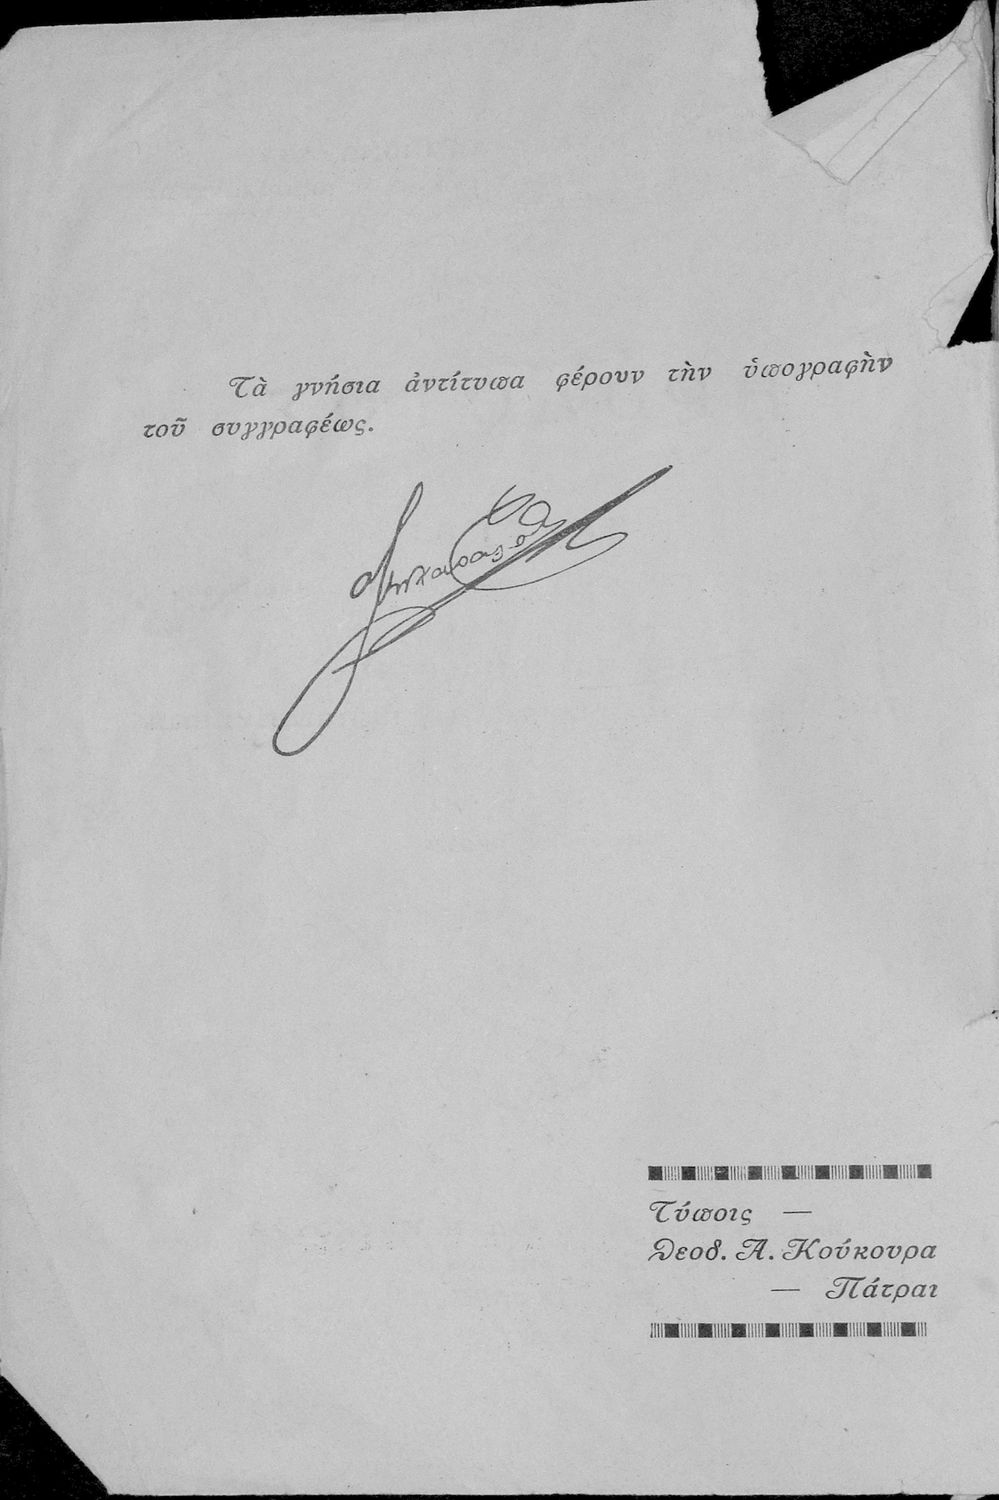 Τὰ γνήσια ἀντίτυπα φέρουν τὴν ὑπογραφὴν
τοῦ συγγραφέως.
Τύποις —
Θεοδ. Α. Κούκουρα
— Πάτραι